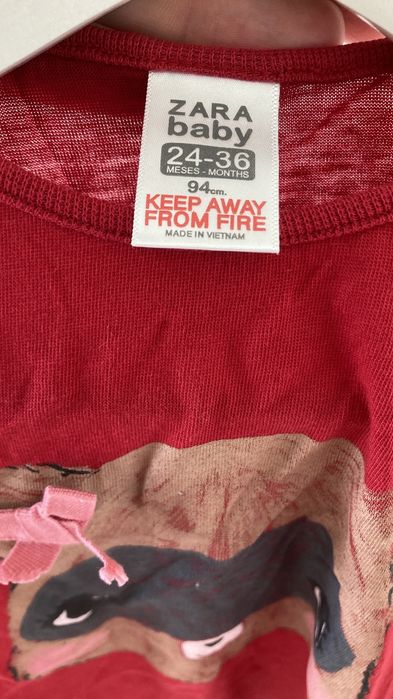 ZARA
baby
24-36
MESES - MONTHS
94cm.
KEEP AWAY
FROM FIRE
MADE IN VIETNAM